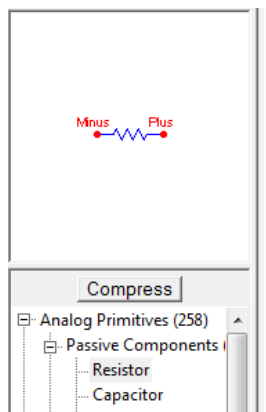 Minus Plus
Compress
Analog Primitives (258)
Passive Components (
Resistor
Capacitor